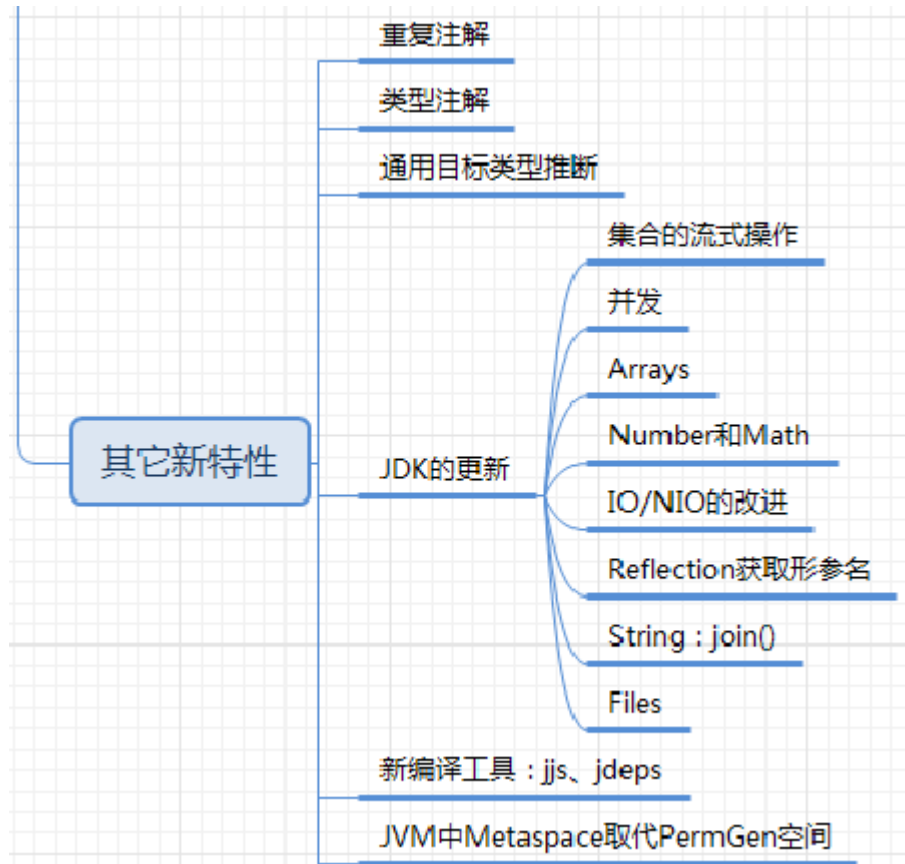 重复注解
类型注解
通用目标类型推断
其它新特性
JDK的更新
集合的流式操作
并发
Arrays
Number和Math
IO/NIO的改进
Reflection获取形参名
String：join()
Files
新编译工具：jjs、jdeps
JVM中Metaspace取代PermGen空间